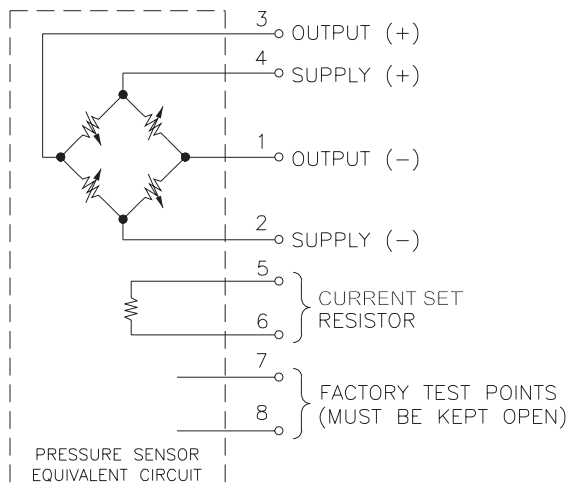 3
OUTPUT (+)
4
SUPPLY (+)
1
OUTPUT (-)
2
SUPPLY (-)
5
CURRENT SET
RESISTOR
6
7
FACTORY TEST POINTS
(MUST BE KEPT OPEN)
8
PRESSURE SENSOR
EQUIVALENT CIRCUIT